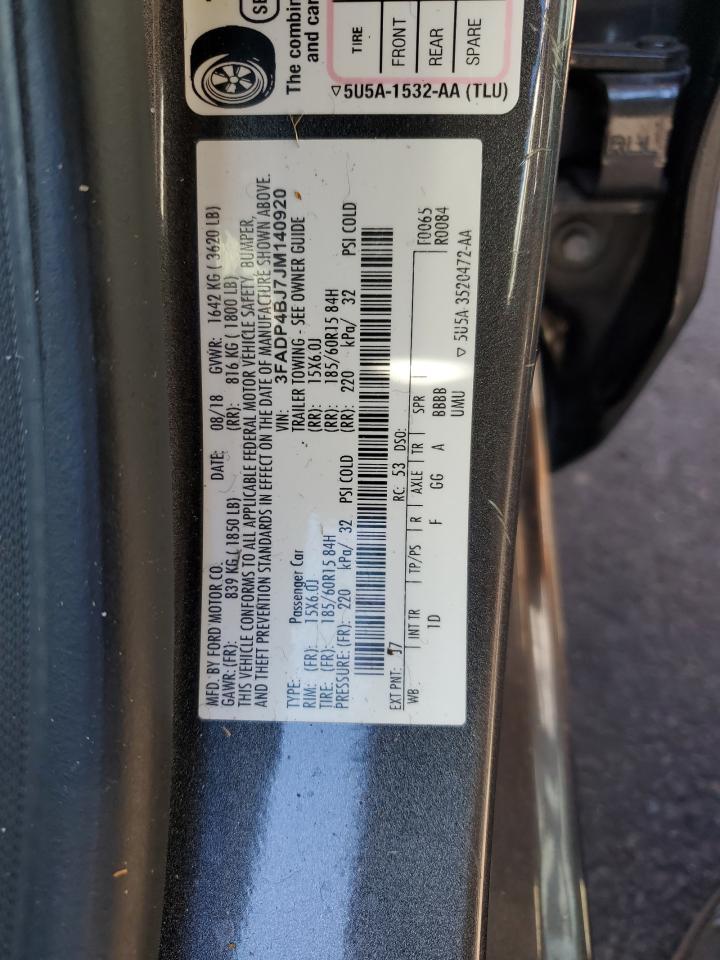 SE
The combin
and car
TIRE
FRONT
REAR
SPARE
▽5U5A-1532-AA (TLU)
MFD. BY FORD MOTOR CO. DATE: 08/18 GVWR: 1642 KG ( 3620 LB)
GAWR: (FR): 839 KG ( 1850 LB) (RR): 816 KG ( 1800 LB)
THIS VEHICLE CONFORMS TO ALL APPLICABLE FEDERAL MOTOR VEHICLE SAFETY, BUMPER,
AND THEFT PREVENTION STANDARDS IN EFFECT ON THE DATE OF MANUFACTURE SHOWN ABOVE.
VIN: 3FADP4BJ7JM140920
TYPE: Passenger Car TRAILER TOWING - SEE OWNER GUIDE
RIM: (FR): 15X6.0J (RR): 15X6.0J
TIRE: (FR): 185/60R15 84H (RR): 185/60R15 84H
PRESSURE: (FR): 220 kPa/ 32 PSI COLD (RR): 220 kPa/ 32 PSI COLD
EXT PNT: J7 RC: 53 DSO: F0065
WB INT TR TP/PS R AXLE TR SPR R0084
1D F GG A BBBB
UMU ▽ 5U5A 3520472-AA